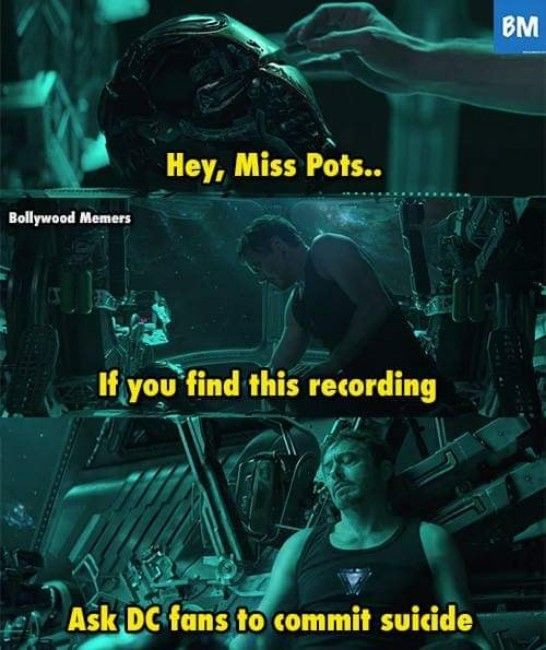 BM
Hey, Miss Pots..
Bollywood Memers
If you find this recording
Ask DC fans to commit suicide